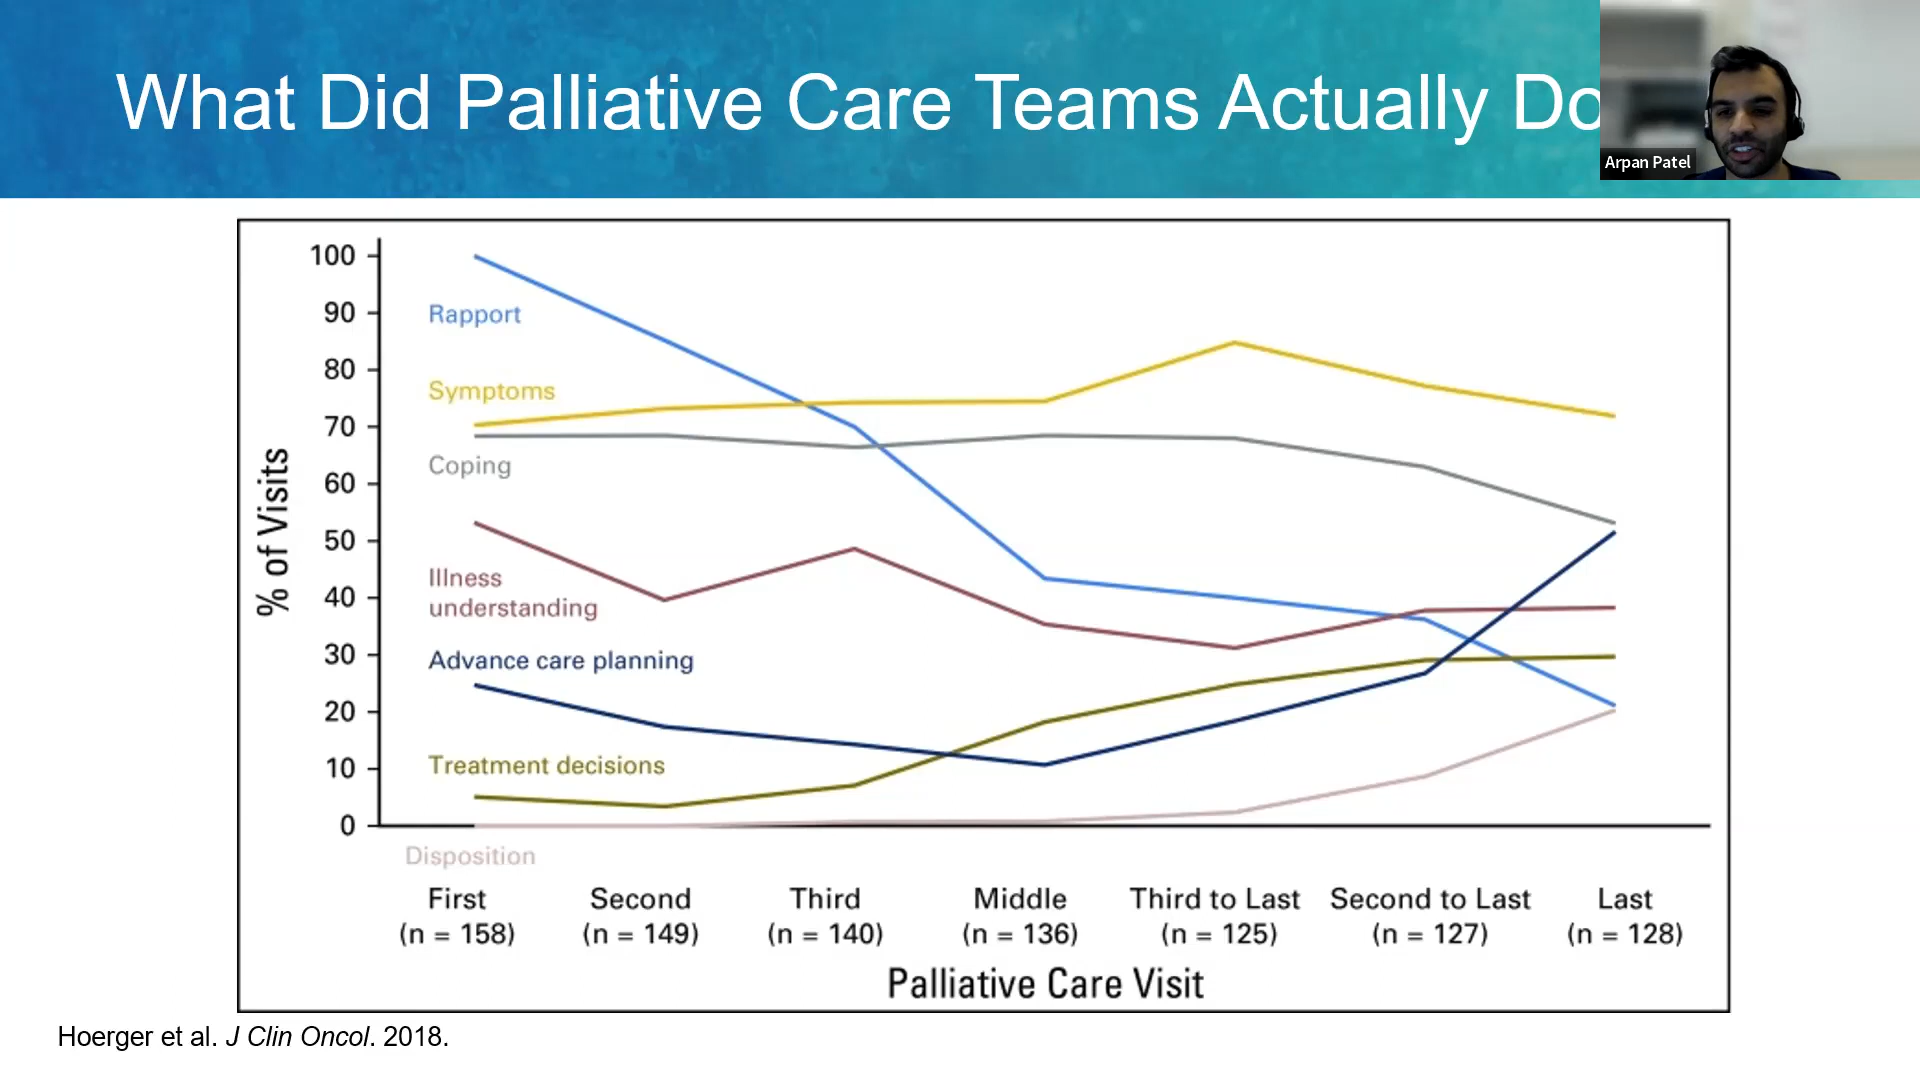 What Did Palliative Care Teams Actually Do
Arpan Patel
100
90
80
70
60
50
40
30
20
10
0
% of Visits
Rapport
Symptoms
Coping
Illness
understanding
Advance care planning
Treatment decisions
Disposition
First Second Third Middle Third to Last Second to Last Last
(n = 158) (n = 149) (n = 140) (n = 136) (n = 125) (n = 127) (n = 128)
Palliative Care Visit
Hoerger et al. J Clin Oncol. 2018.